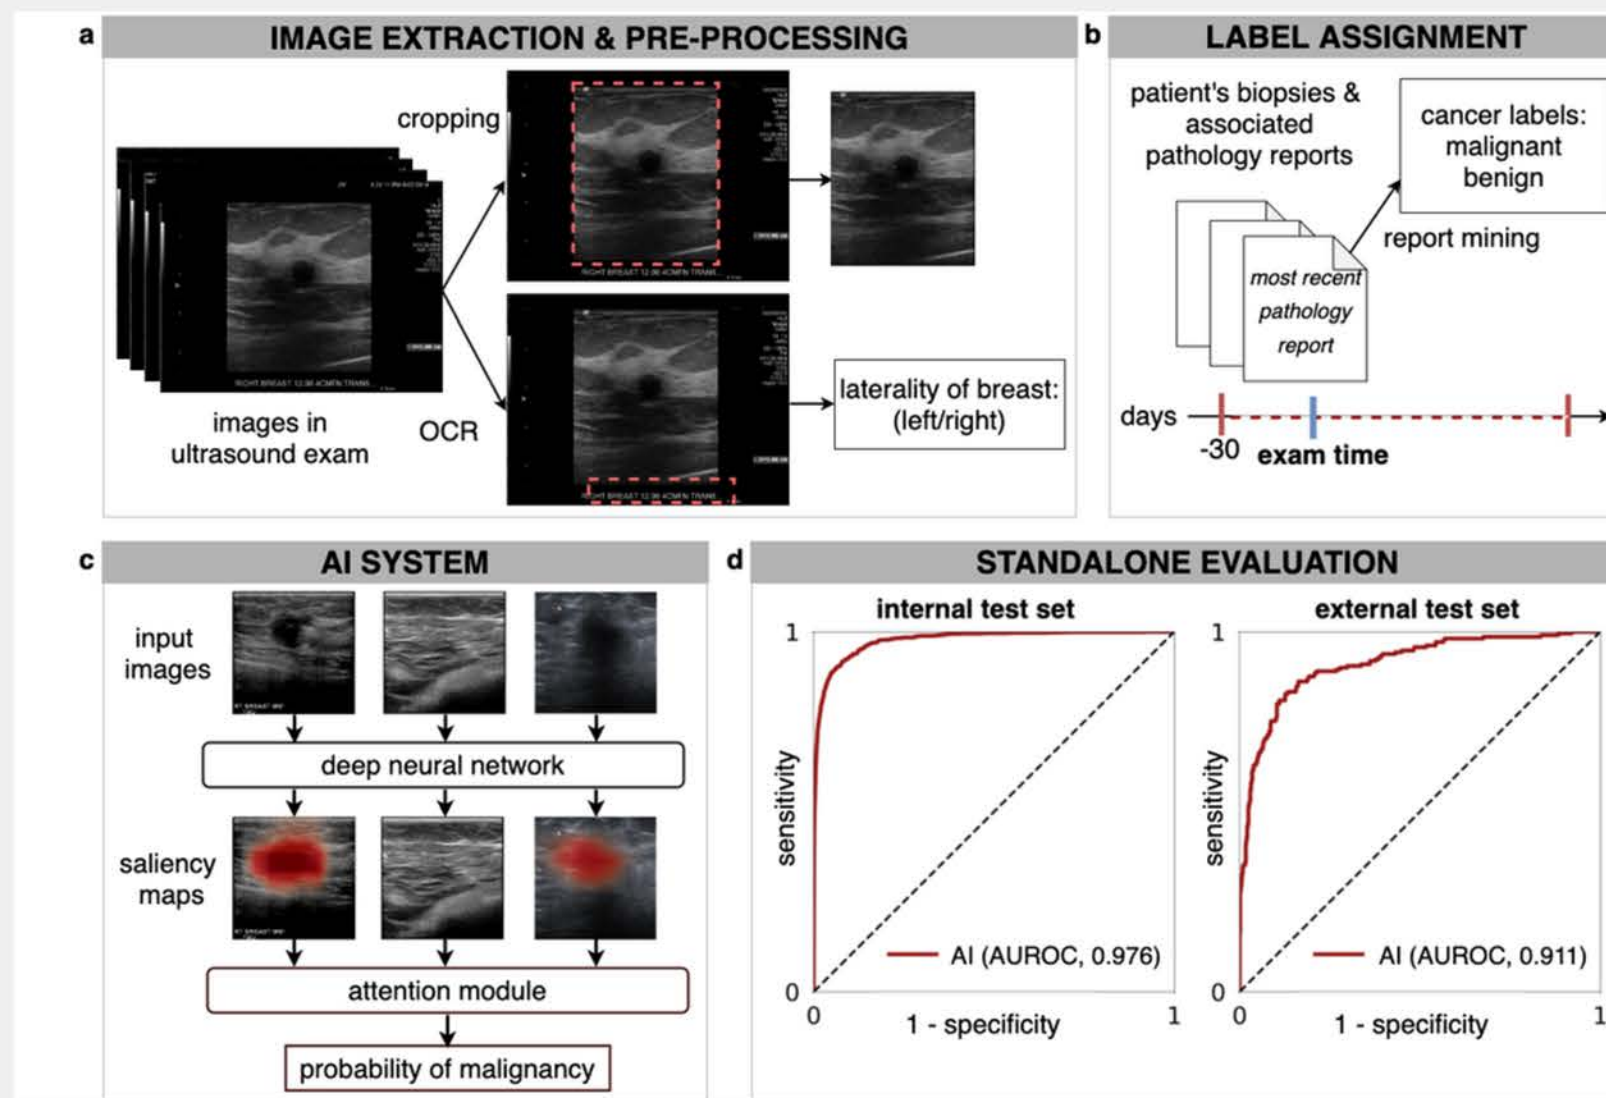 a
IMAGE EXTRACTION & PRE-PROCESSING
cropping
images in
ultrasound exam
OCR
RIGHT BREAST
laterality of breast:
(left/right)
b
LABEL ASSIGNMENT
patient's biopsies &
associated
pathology reports
cancer labels:
malignant
benign
report mining
most recent
pathology
report
days
-30
exam time
c
AI SYSTEM
input
images
deep neural network
saliency
maps
attention module
probability of malignancy
d
STANDALONE EVALUATION
internal test set
1
sensitivity
AI (AUROC, 0.976)
0
0
1 - specificity
1
external test set
1
sensitivity
AI (AUROC, 0.911)
0
0
1 - specificity
1